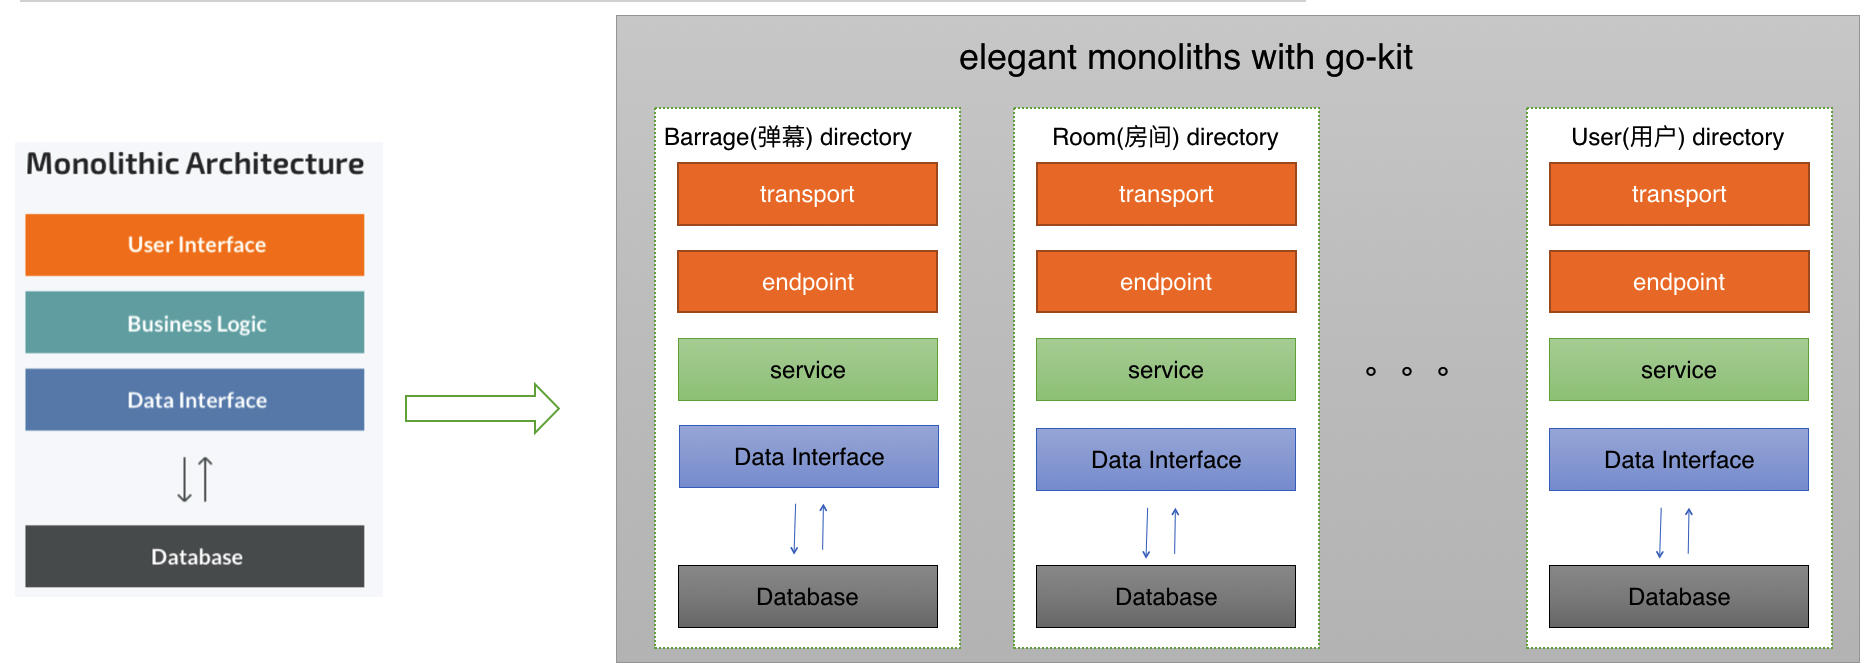 elegant monoliths with go-kit
Monolithic Architecture
User Interface
Business Logic
Data Interface
Database
Barrage(弹幕) directory
transport
endpoint
service
Data Interface
Database
Room(房间) directory
transport
endpoint
service
Data Interface
Database
。。。
User(用户) directory
transport
endpoint
service
Data Interface
Database